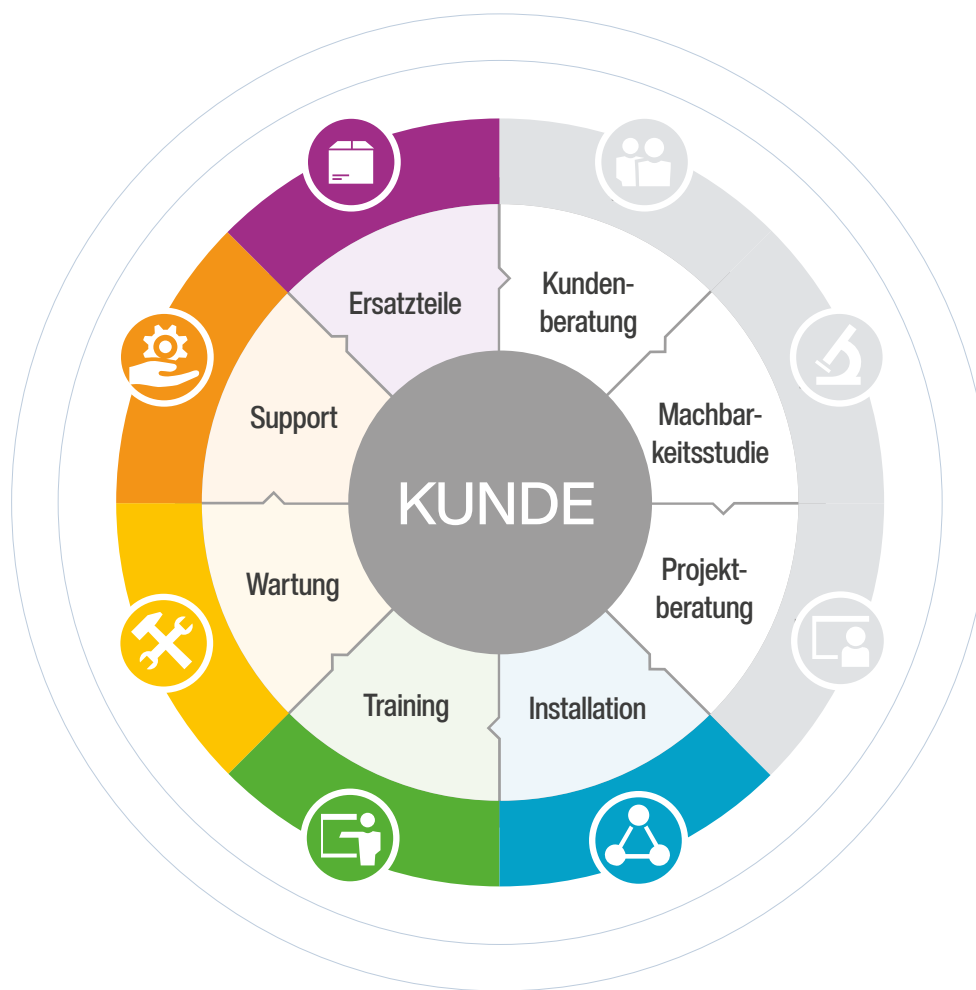 Ersatzteile
Kunden-
beratung
Support
Machbar-
keitsstudie
KUNDE
Wartung
Projekt-
beratung
Training
Installation